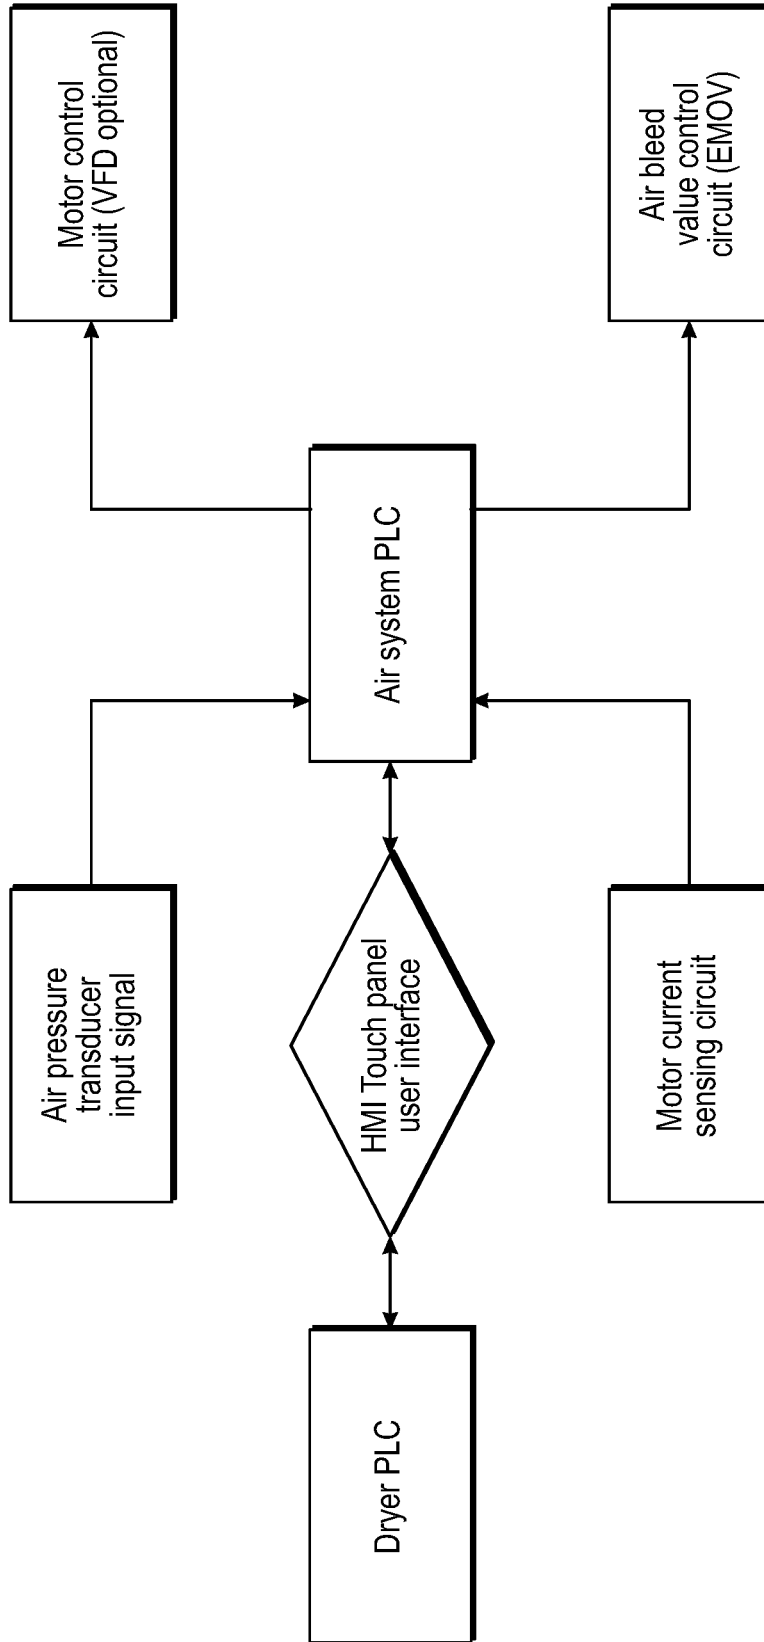 Air pressure
transducer
input signal
Motor control
circuit (VFD optional)
Dryer PLC
HMI Touch panel
user interface
Air system PLC
Motor current
sensing circuit
Air bleed
value control
circuit (EMOV)